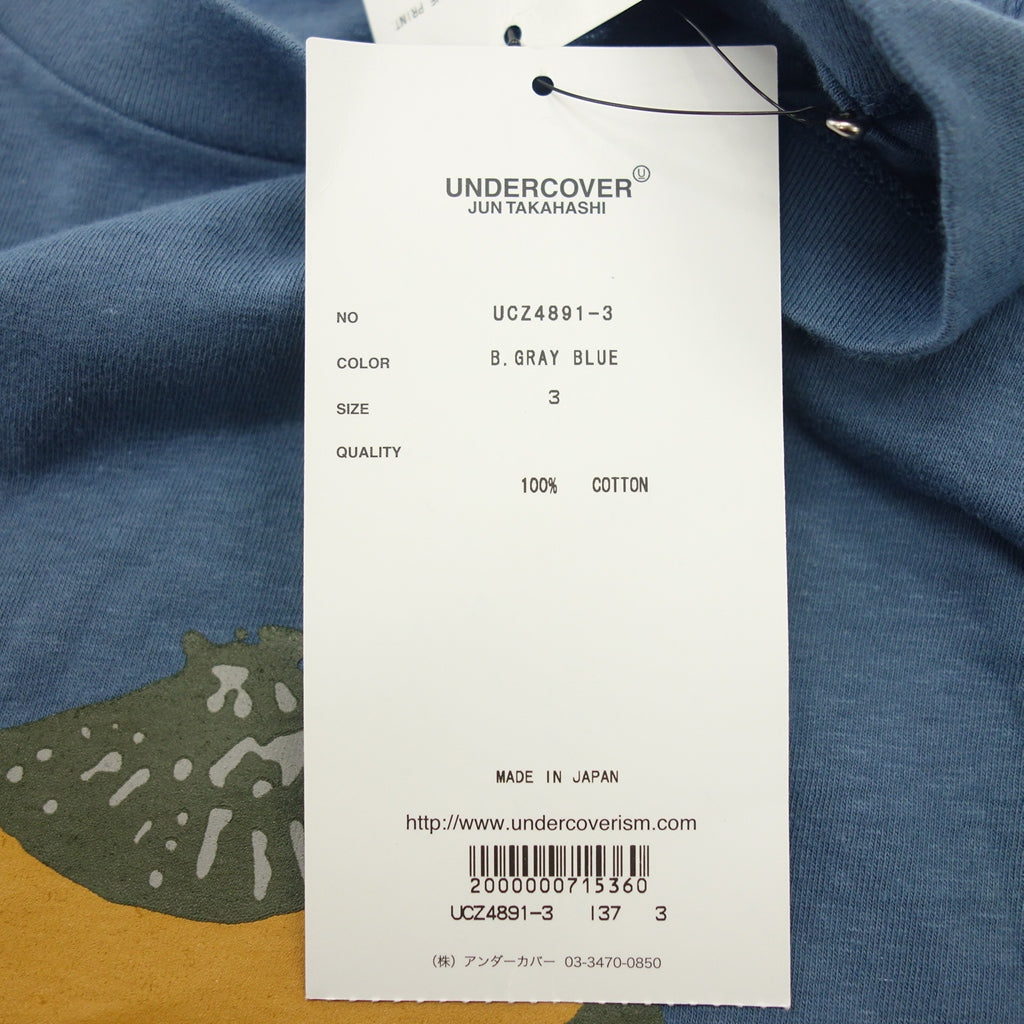 PRINT.
UNDERCOVER Ⓤ
JUN TAKAHASHI
NO UCZ4891-3
COLOR B.GRAY BLUE
SIZE 3
QUALITY
100% COTTON
MADE IN JAPAN
http://www.undercoverism.com
2000000715360
UCZ4891-3 137 3
（株）アンダーカバー 03-3470-0850